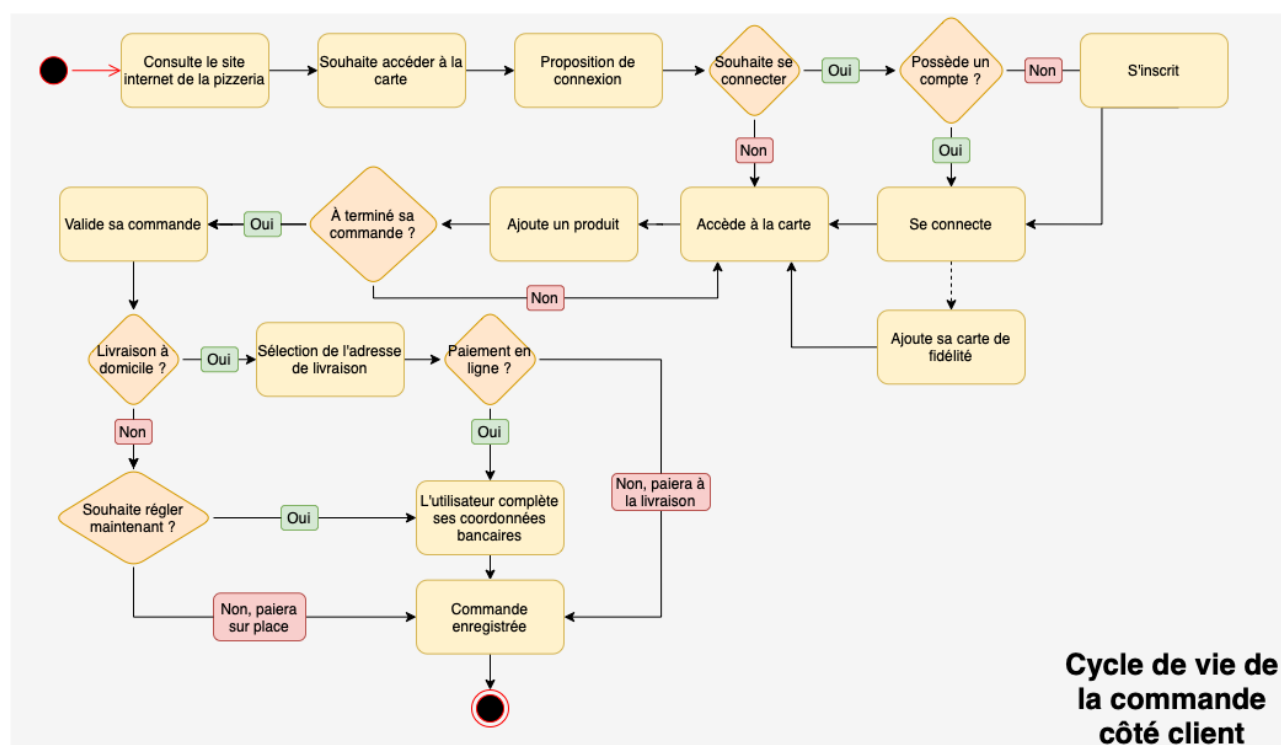 Consulte le site
internet de la pizzeria
Souhaite accéder à la
carte
Proposition de
connexion
Souhaite se
connecter
Oui
Possède un
compte ?
Non
S'inscrit
Non
Oui
Valide sa commande
Oui
À terminé sa
commande ?
Ajoute un produit
Accède à la carte
Se connecte
Non
Livraison à
domicile ?
Oui
Sélection de l'adresse
de livraison
Paiement en
ligne ?
Ajoute sa carte de
fidélité
Non
Oui
Non, paiera à
la livraison
Souhaite régler
maintenant ?
Oui
L'utilisateur complète
ses coordonnées
bancaires
Non, paiera
sur place
Commande
enregistrée
Cycle de vie de
la commande
côté client